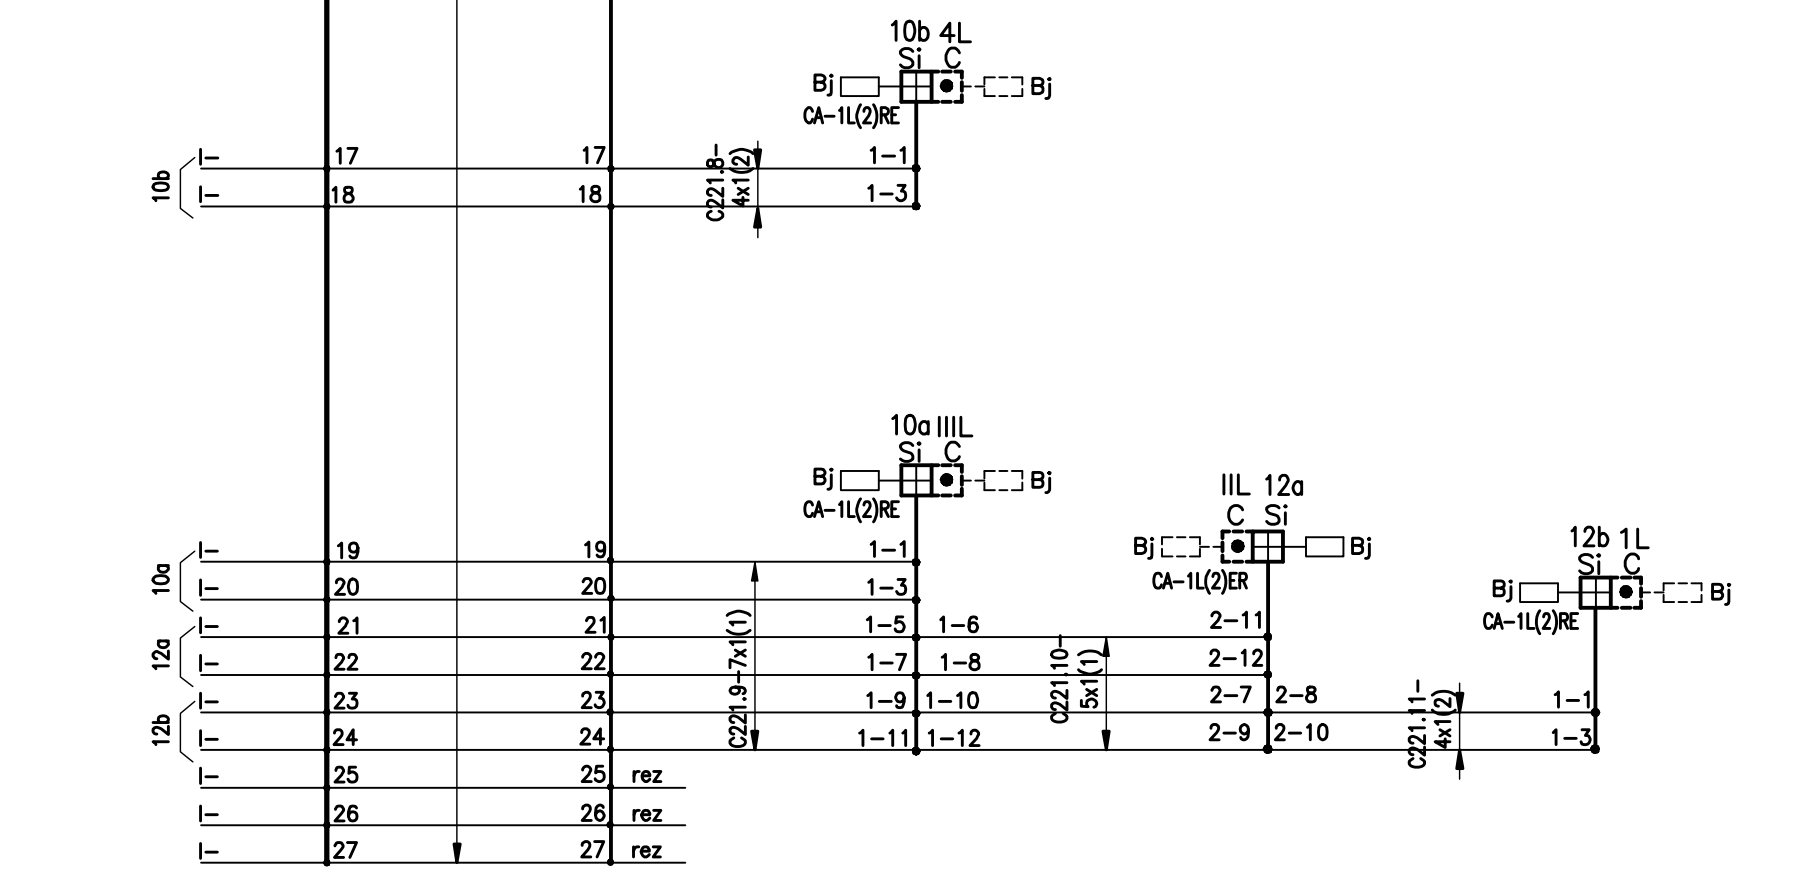 10b 4L
Si C
Bj Bj
CA-1L(2)RE
10b
I- 17 17 1-1
I- 18 18 1-3
C221.8-
4x1(2)
10a IIIL
Si C
Bj Bj
CA-1L(2)RE
IIL 12a
C Si
Bj Bj
CA-1L(2)ER
12b 1L
Si C
Bj Bj
CA-1L(2)RE
10a
I- 19 19 1-1
I- 20 20 1-3
12a
I- 21 21 1-5 1-6 2-11
I- 22 22 1-7 1-8 2-12
12b
I- 23 23 1-9 1-10 2-7 2-8 1-1
I- 24 24 1-11 1-12 2-9 2-10 1-3
C221.9-7x1(1)
C221.10-
5x1(1)
C221.11-
4x1(2)
I- 25 25 rez
I- 26 26 rez
I- 27 27 rez